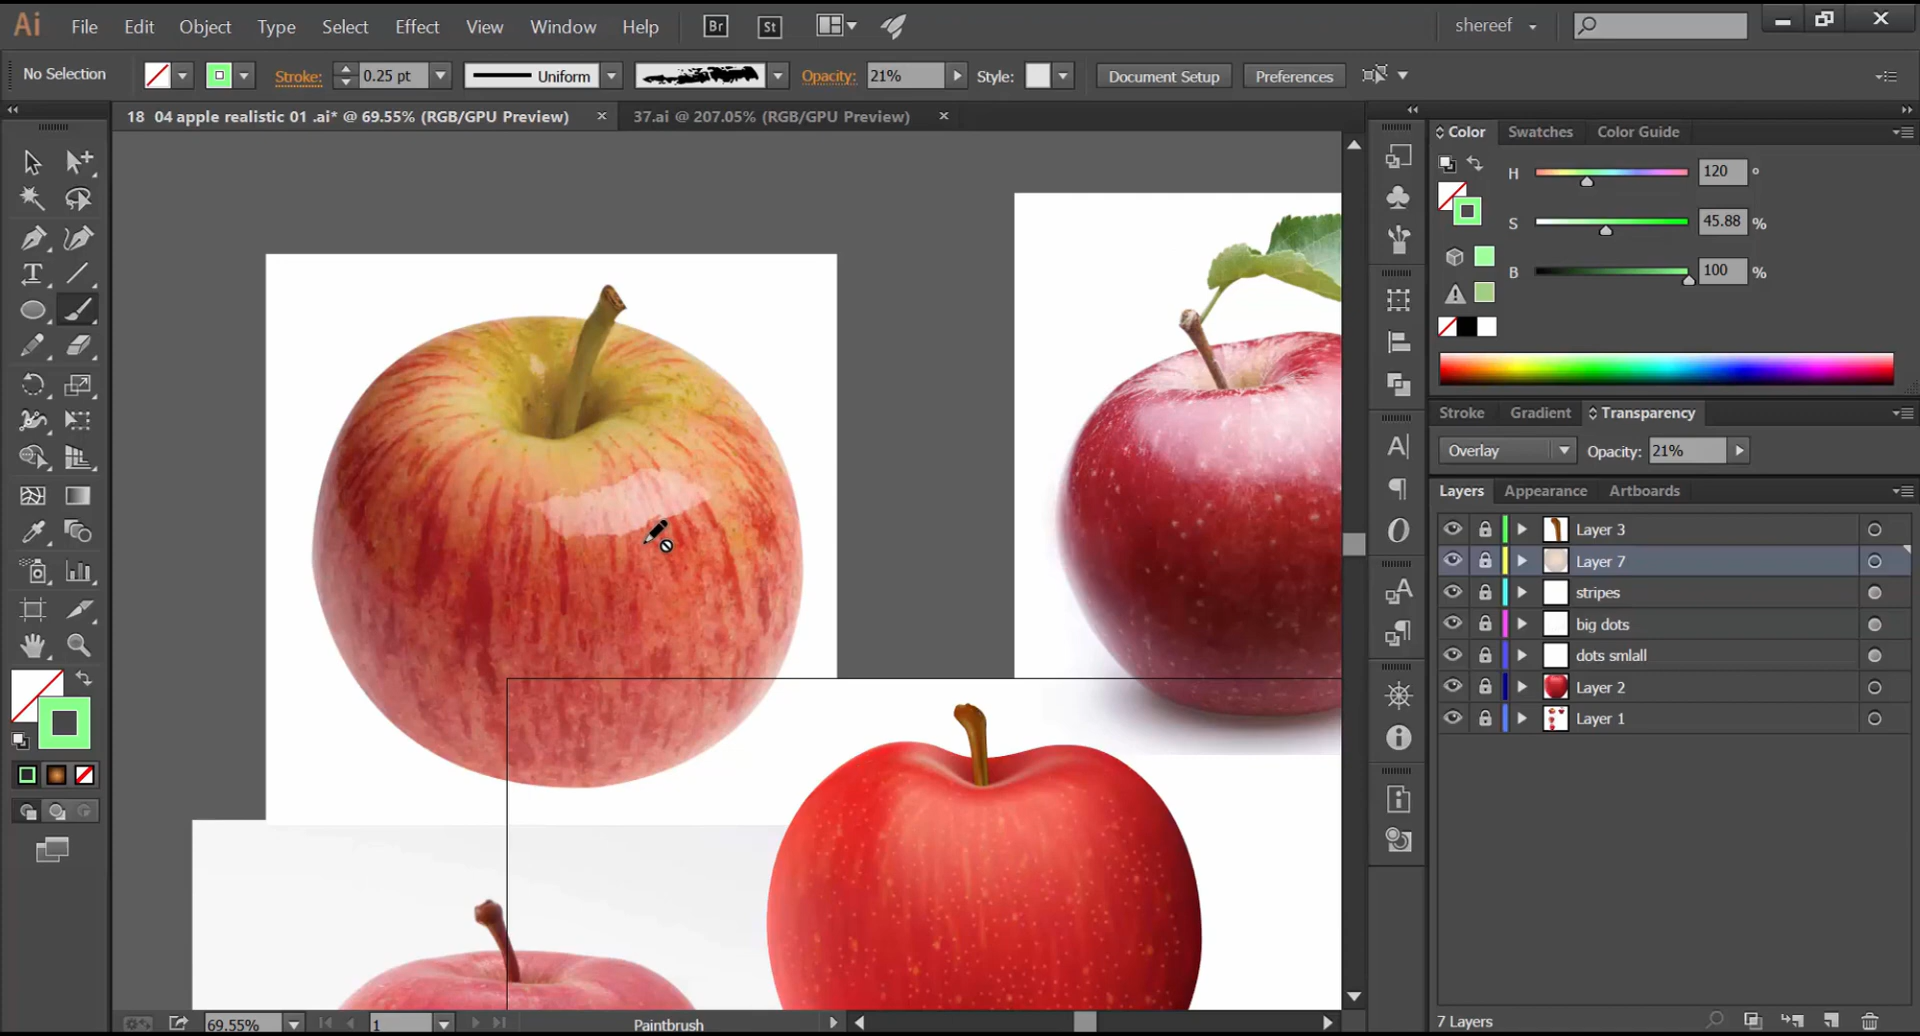 Ai File Edit Object Type Select Effect View Window Help Br St shereef
No Selection Stroke: 0.25 pt Uniform Opacity: 21% Style: Document Setup Preferences
18 04 apple realistic 01 .ai* @ 69.55% (RGB/GPU Preview) × 37.ai @ 207.05% (RGB/GPU Preview) ×
Color Swatches Color Guide
H 120 °
S 45.88 %
B 100 %
Stroke Gradient Transparency
Overlay Opacity: 21%
Layers Appearance Artboards
Layer 3
Layer 7
stripes
big dots
dots smlall
Layer 2
Layer 1
69.55% 1 Paintbrush
7 Layers